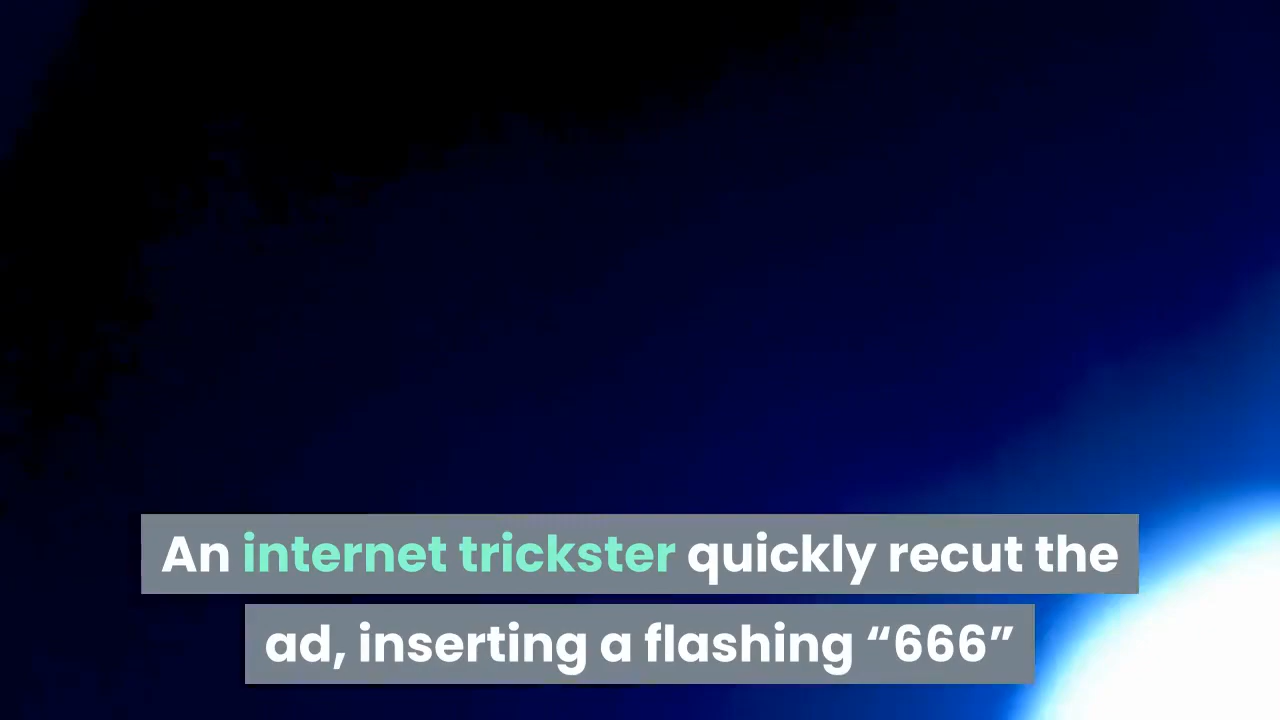 An internet trickster quickly recut the
ad, inserting a flashing “666”